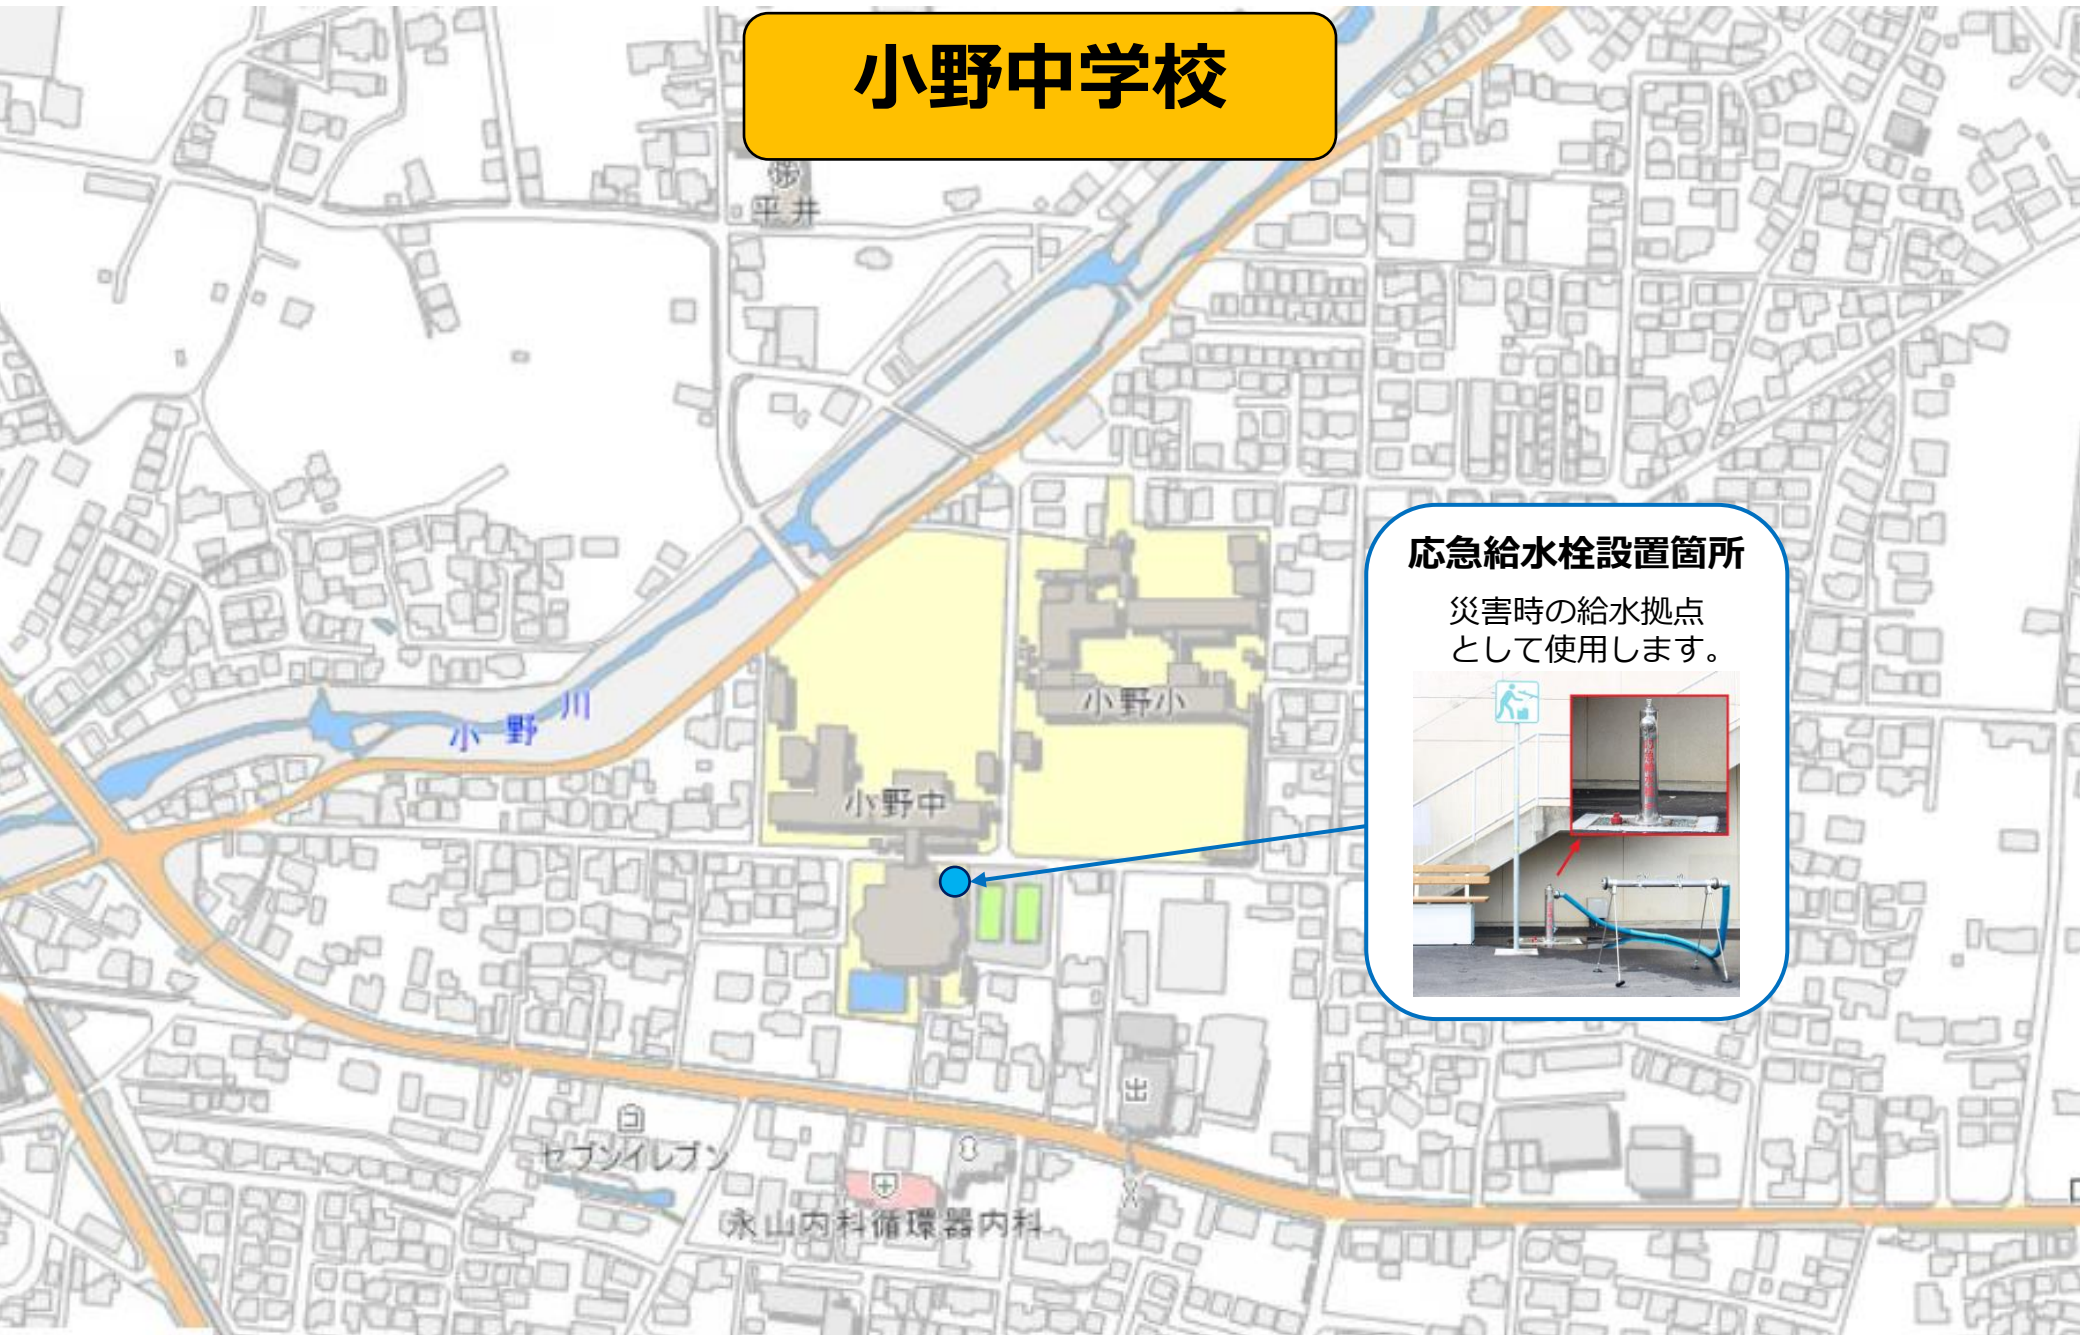 小野中学校
平井
応急給水栓設置箇所
災害時の給水拠点
として使用します。
小野小
小野川
小野中
出
コ
セブンイレブン
永山内科循環器内科